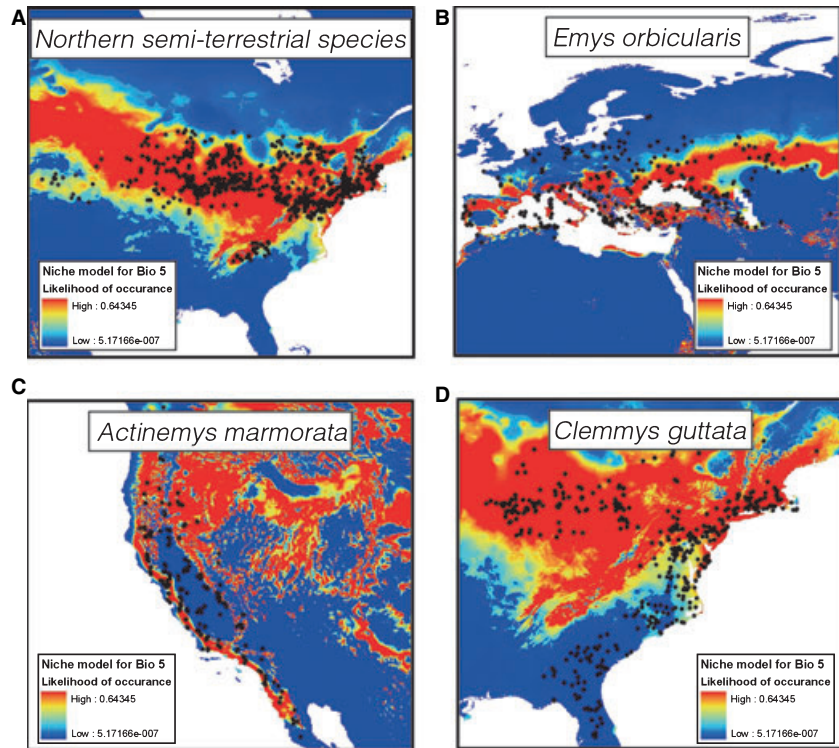 A
Northern semi-terrestrial species
Niche model for Bio 5
Likelihood of occurance
High : 0.64345
Low : 5.17166e-007
B
Emys orbicularis
Niche model for Bio 5
Likelihood of occurance
High : 0.64345
Low : 5.17166e-007
C
Actinemys marmorata
Niche model for Bio 5
Likelihood of occurance
High : 0.64345
Low : 5.17166e-007
D
Clemmys guttata
Niche model for Bio 5
Likelihood of occurance
High : 0.64345
Low : 5.17166e-007